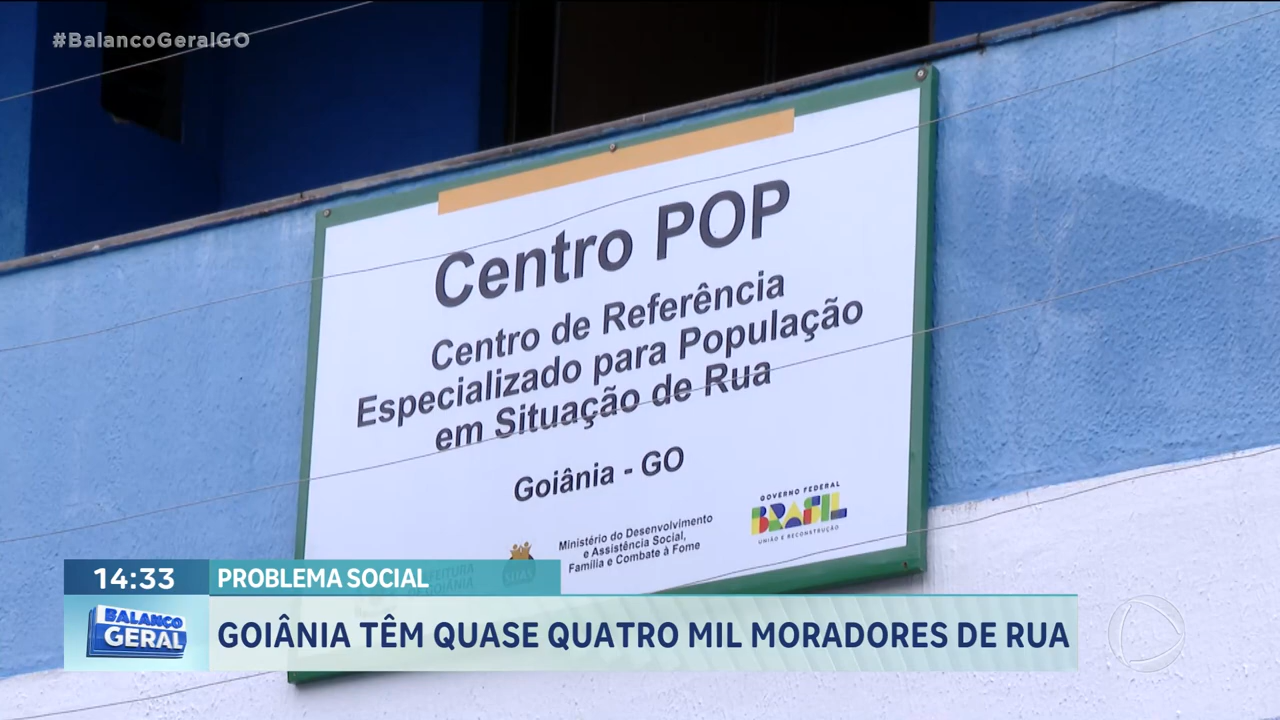 #BalancoGeralGO
Centro POP
Centro de Referência
Especializado para População
em Situação de Rua
Goiânia - GO
Ministério do Desenvolvimento
e Assistência Social,
Família e Combate à Fome
GOVERNO FEDERAL
BRASIL
UNIÃO E RECONSTRUÇÃO
14:33
PROBLEMA SOCIAL
BALANCO
GERAL
GOIÂNIA TÊM QUASE QUATRO MIL MORADORES DE RUA